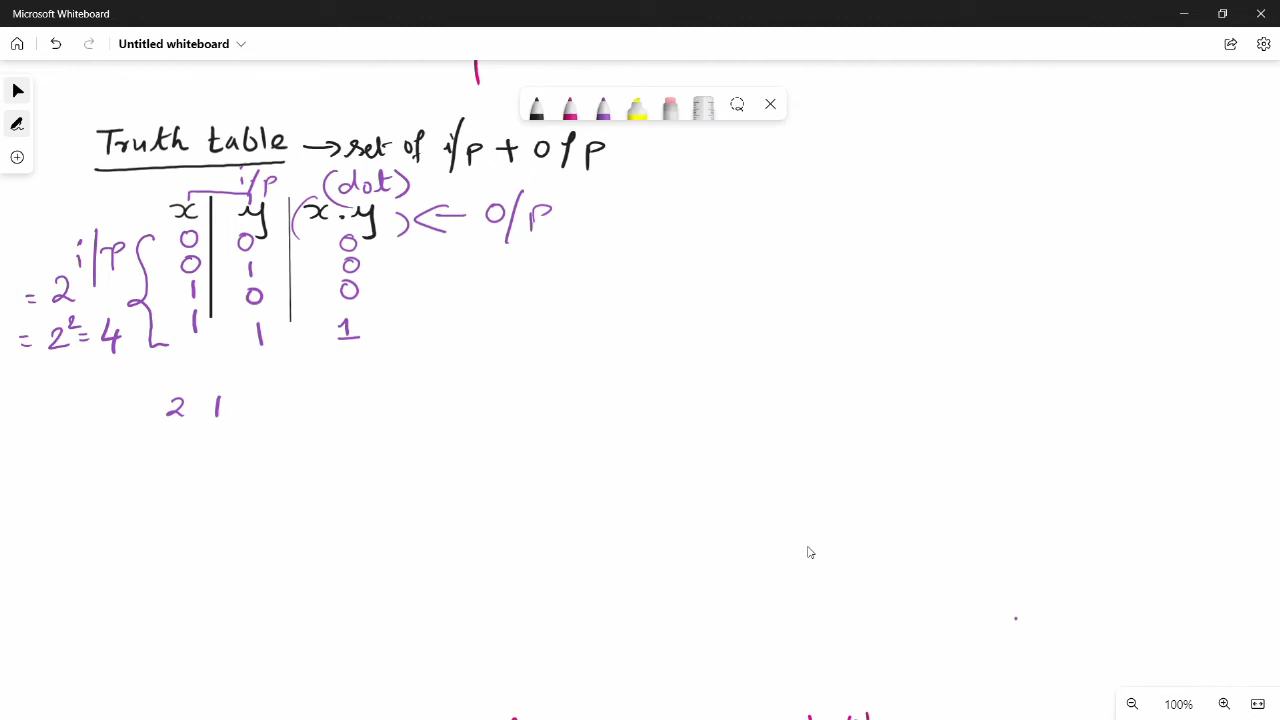 Microsoft Whiteboard
Untitled whiteboard
Truth table → set of i/p + o/p
i/p (dot)
x y (x.y) ← O/P
0 0 0
0 1 0
1 0 0
1 1 1
= 2^i/p
= 2^2 = 4
2 1
100%